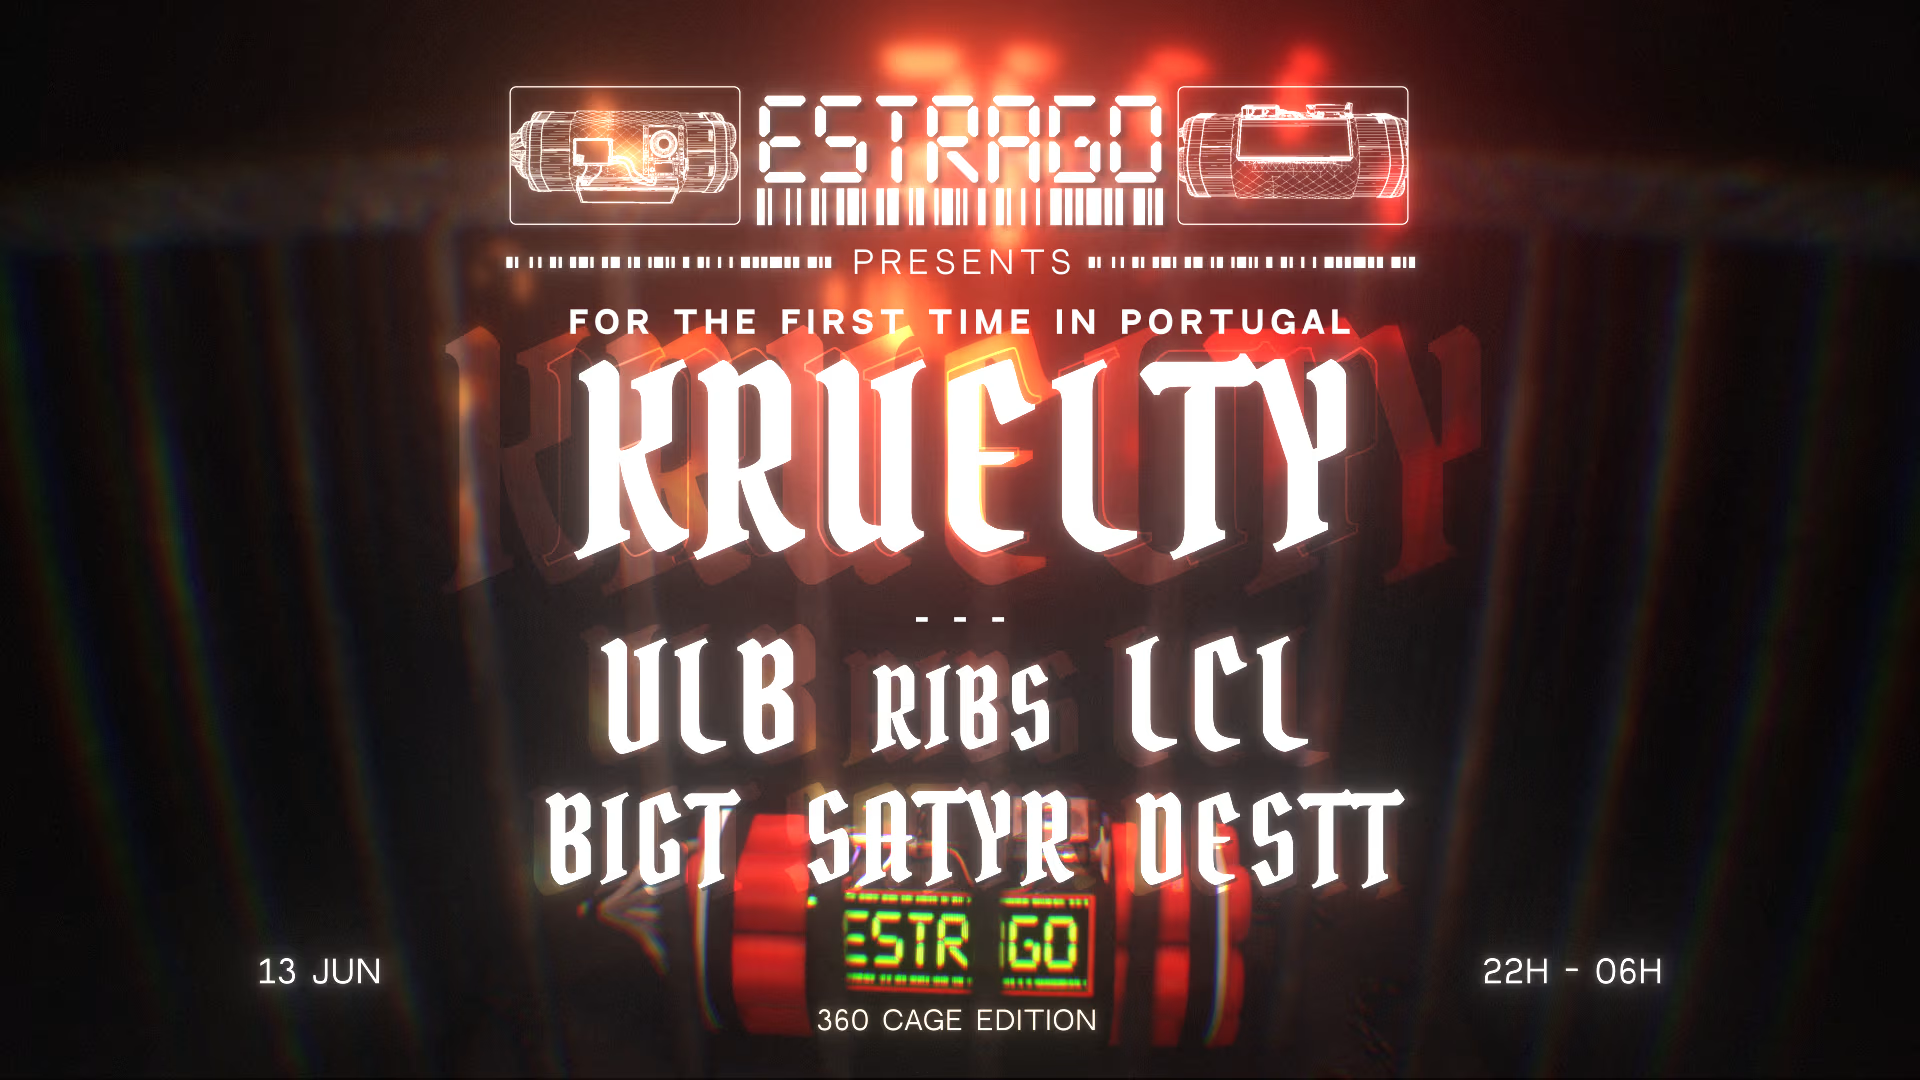 ESTRAGO
PRESENTS
FOR THE FIRST TIME IN PORTUGAL
KRUELTY
- - -
ULB RIBS LCL
BIGT SATYR DESTT
ESTRAGO
13 JUN
22H - 06H
360 CAGE EDITION